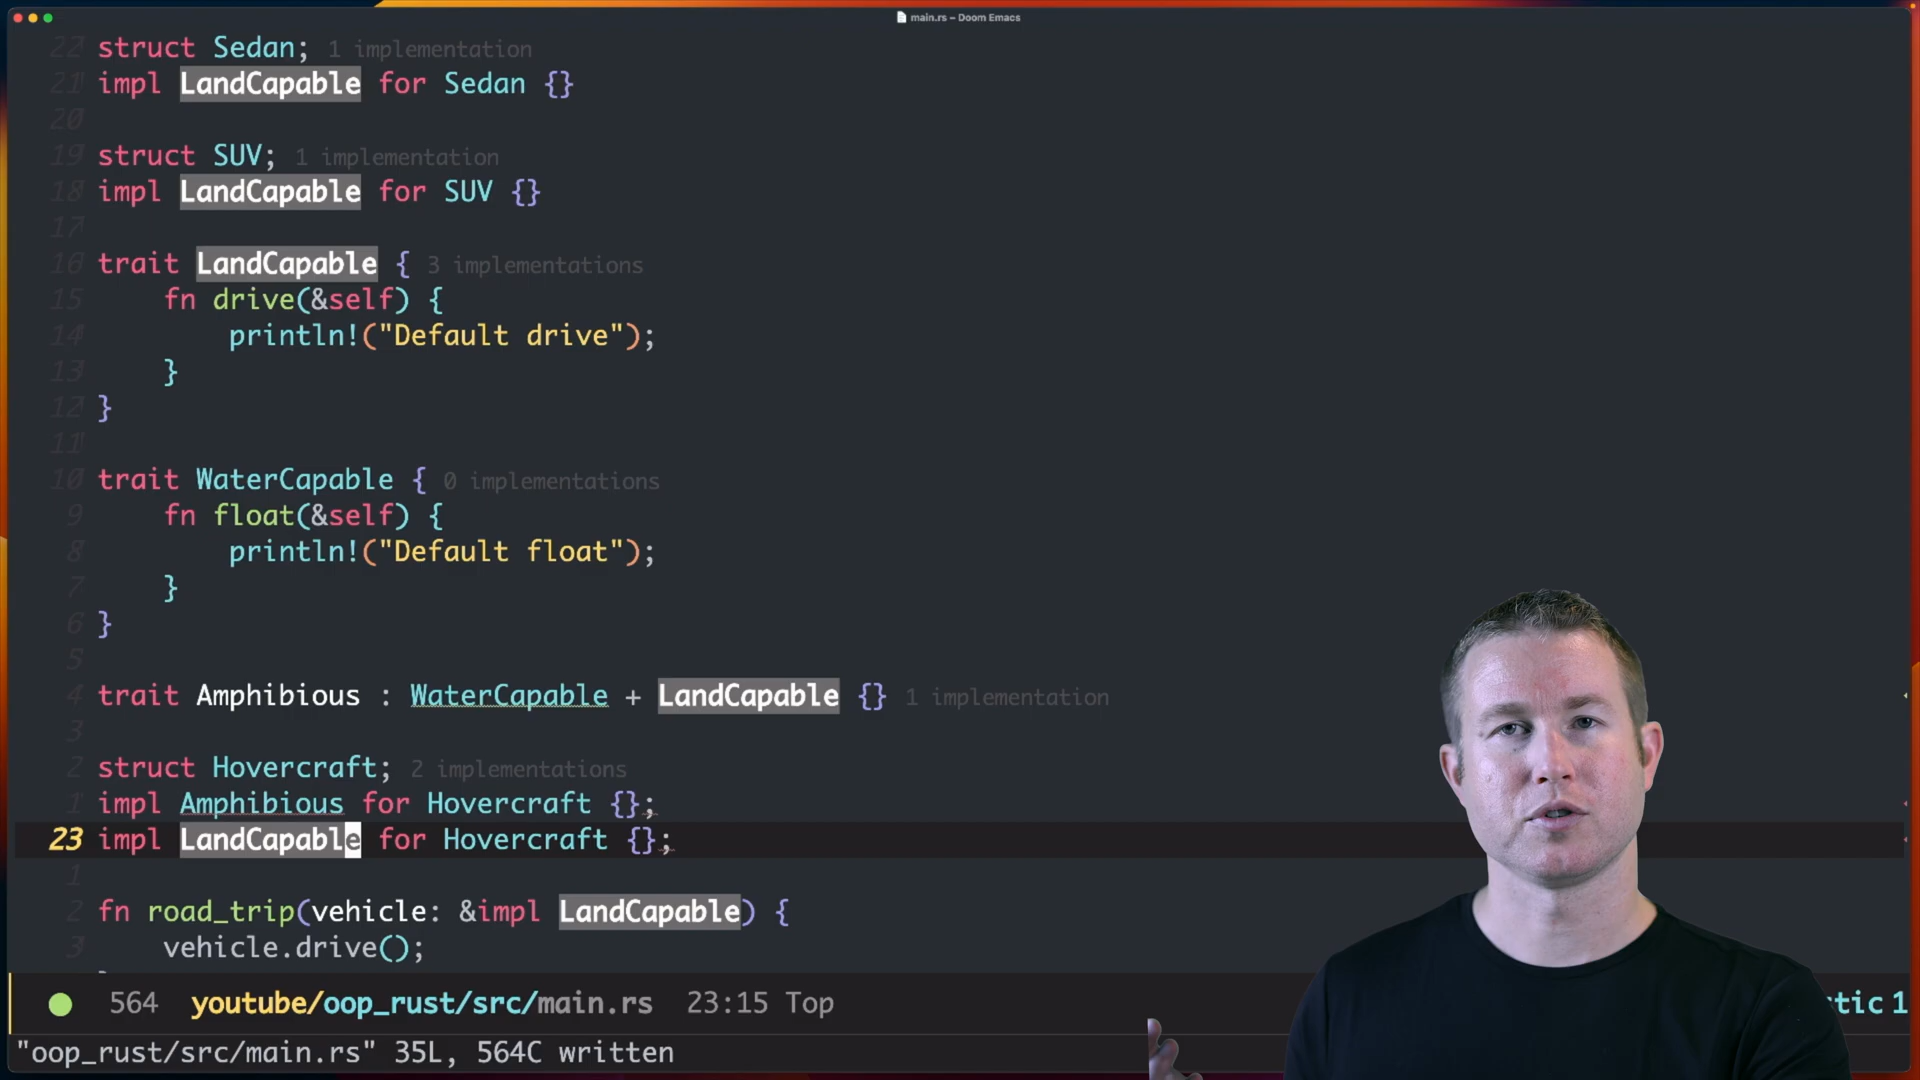 main.rs – Doom Emacs
22 struct Sedan; 1 implementation
21 impl LandCapable for Sedan {}
20
19 struct SUV; 1 implementation
18 impl LandCapable for SUV {}
17
16 trait LandCapable { 3 implementations
15 fn drive(&self) {
14 println!("Default drive");
13 }
12 }
11
10 trait WaterCapable { 0 implementations
9 fn float(&self) {
8 println!("Default float");
7 }
6 }
5
4 trait Amphibious : WaterCapable + LandCapable {} 1 implementation
3
2 struct Hovercraft; 2 implementations
1 impl Amphibious for Hovercraft {};
23 impl LandCapable for Hovercraft {};
1
2 fn road_trip(vehicle: &impl LandCapable) {
3 vehicle.drive();
564 youtube/oop_rust/src/main.rs 23:15 Top tic 1
"oop_rust/src/main.rs" 35L, 564C written